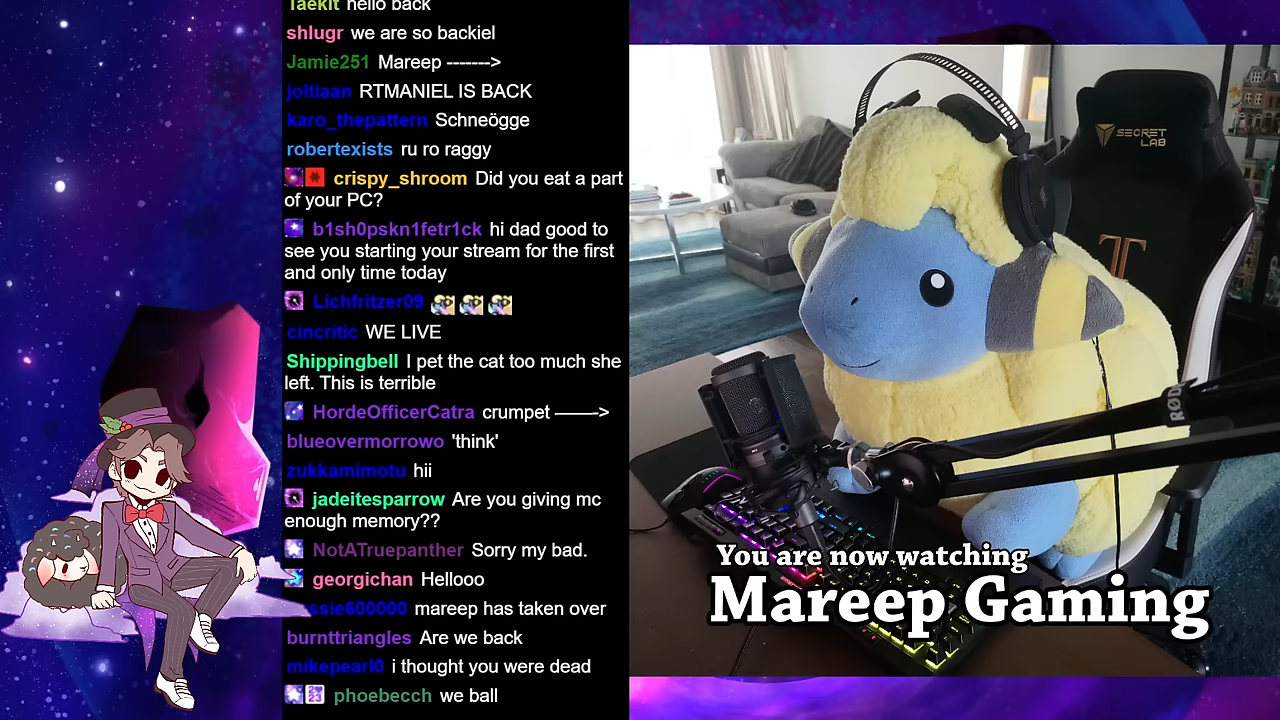 Taekit hello back
shlugr we are so backiel
Jamie251 Mareep ------->
joltiaan RTMANIEL IS BACK
karo_thepattern Schneögge
robertexists ru ro raggy
crispy_shroom Did you eat a part
of your PC?
b1sh0pskn1fetr1ck hi dad good to
see you starting your stream for the first
and only time today
Lichfritzer09
cincritic WE LIVE
Shippingbell I pet the cat too much she
left. This is terrible
HordeOfficerCatra crumpet ——->
blueovermorrowo 'think'
zukkamimotu hii
jadeitesparrow Are you giving mc
enough memory??
NotATruepanther Sorry my bad.
georgichan Hellooo
ssie600000 mareep has taken over
burnttriangles Are we back
mikepearl0 i thought you were dead
phoebecch we ball
SECRET
LAB
RØDE
You are now watching
Mareep Gaming